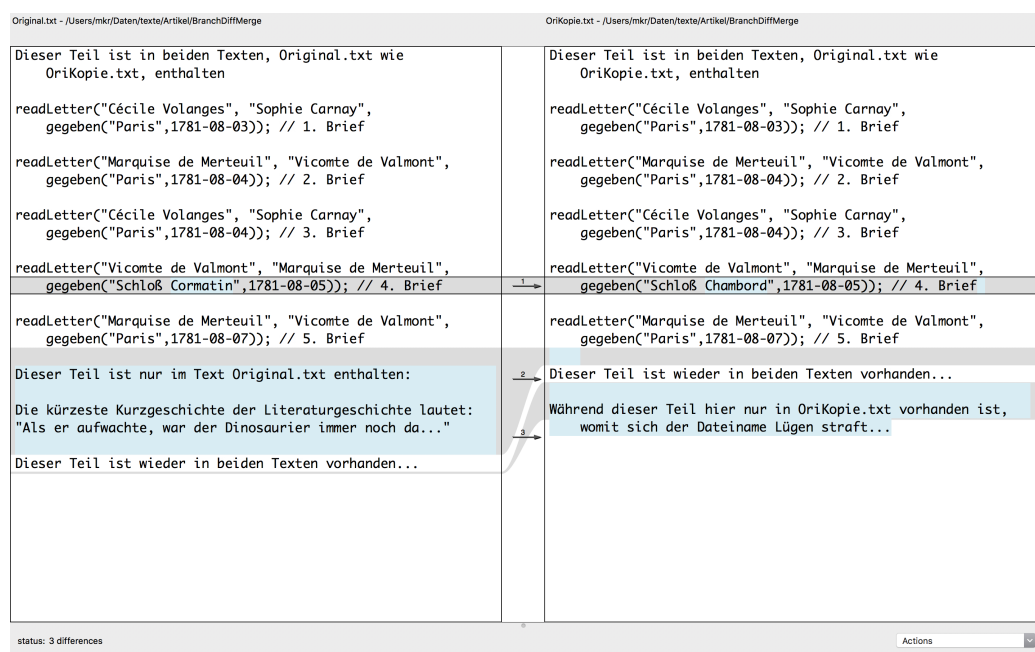 Original.txt - /Users/mkr/Daten/texte/Artikel/BranchDiffMerge
Dieser Teil ist in beiden Texten, Original.txt wie
OriKopie.txt, enthalten
readLetter("Cécile Volanges", "Sophie Carnay",
gegeben("Paris",1781-08-03)); // 1. Brief
readLetter("Marquise de Merteuil", "Vicomte de Valmont",
gegeben("Paris",1781-08-04)); // 2. Brief
readLetter("Cécile Volanges", "Sophie Carnay",
gegeben("Paris",1781-08-04)); // 3. Brief
readLetter("Vicomte de Valmont", "Marquise de Merteuil",
gegeben("Schloß Cormatin",1781-08-05)); // 4. Brief
readLetter("Marquise de Merteuil", "Vicomte de Valmont",
gegeben("Paris",1781-08-07)); // 5. Brief
Dieser Teil ist nur im Text Original.txt enthalten:
Die kürzeste Kurzgeschichte der Literaturgeschichte lautet:
"Als er aufwachte, war der Dinosaurier immer noch da..."
Dieser Teil ist wieder in beiden Texten vorhanden...
1
2
3
OriKopie.txt - /Users/mkr/Daten/texte/Artikel/BranchDiffMerge
Dieser Teil ist in beiden Texten, Original.txt wie
OriKopie.txt, enthalten
readLetter("Cécile Volanges", "Sophie Carnay",
gegeben("Paris",1781-08-03)); // 1. Brief
readLetter("Marquise de Merteuil", "Vicomte de Valmont",
gegeben("Paris",1781-08-04)); // 2. Brief
readLetter("Cécile Volanges", "Sophie Carnay",
gegeben("Paris",1781-08-04)); // 3. Brief
readLetter("Vicomte de Valmont", "Marquise de Merteuil",
gegeben("Schloß Chambord",1781-08-05)); // 4. Brief
readLetter("Marquise de Merteuil", "Vicomte de Valmont",
gegeben("Paris",1781-08-07)); // 5. Brief
Dieser Teil ist wieder in beiden Texten vorhanden...
Während dieser Teil hier nur in OriKopie.txt vorhanden ist,
womit sich der Dateiname Lügen straft...
status: 3 differences
Actions